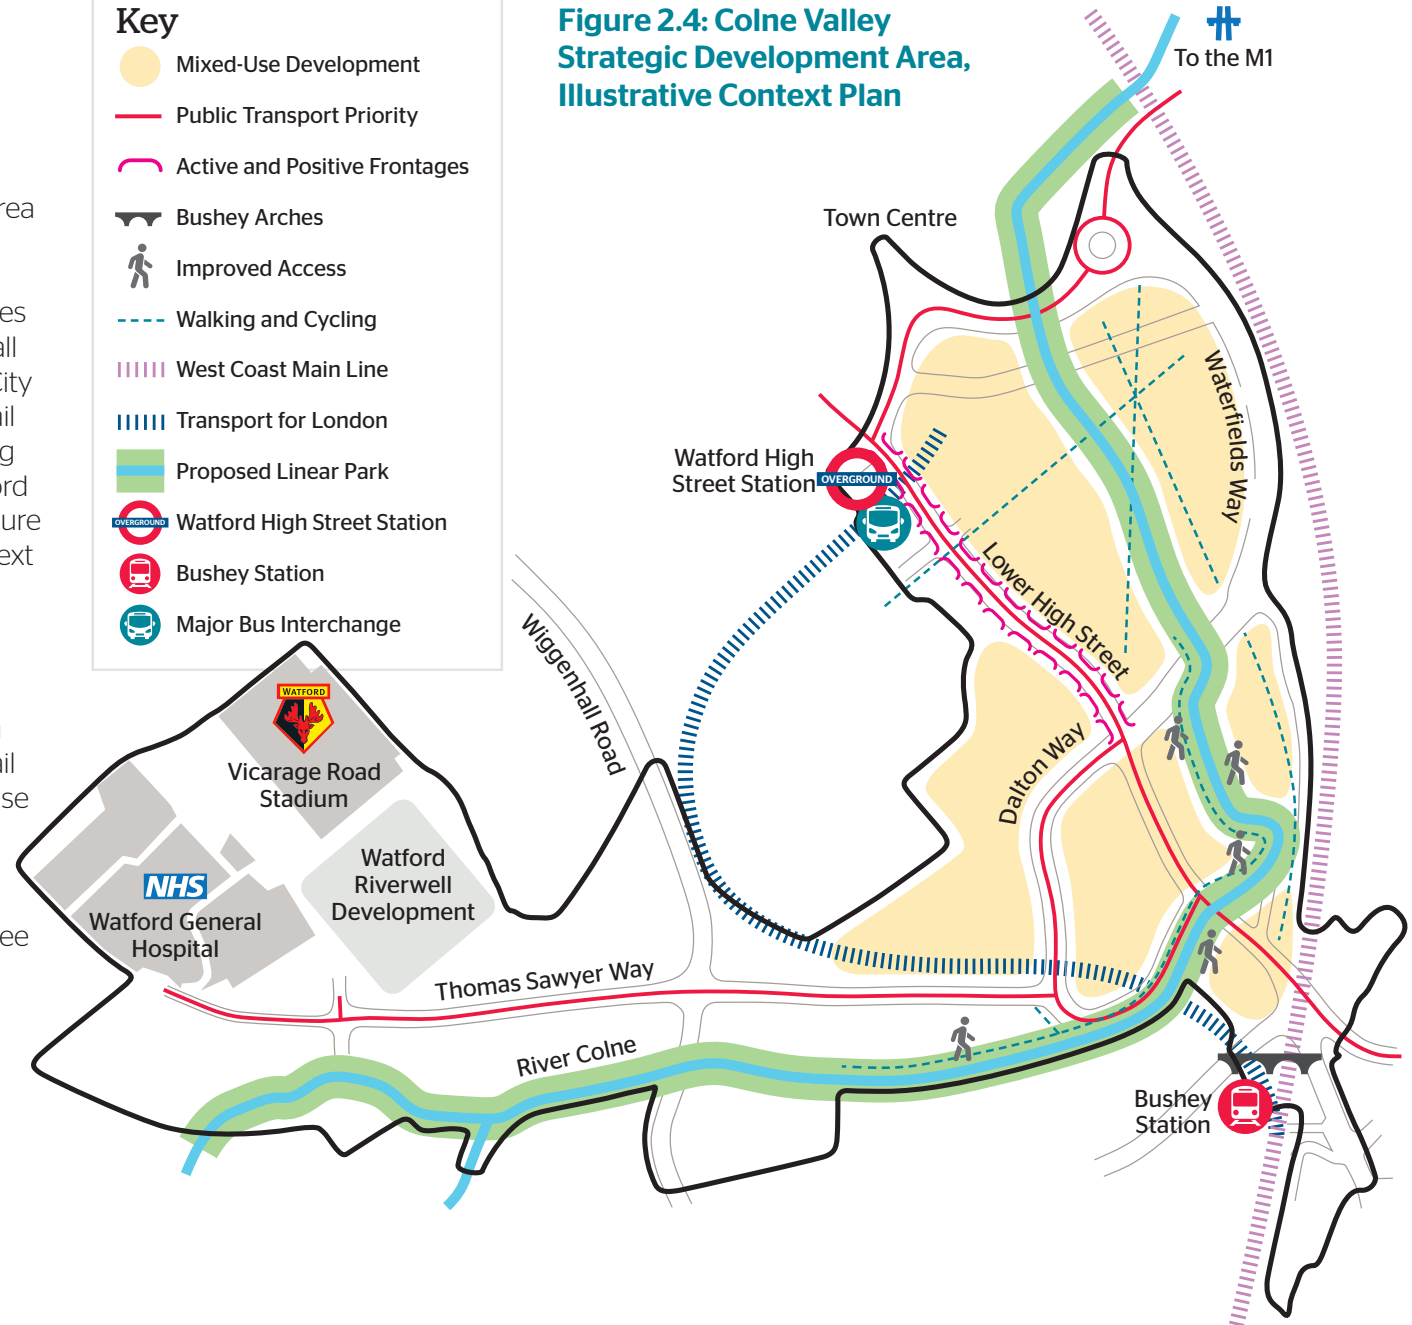 Key
Mixed-Use Development
Public Transport Priority
Active and Positive Frontages
Bushey Arches
Improved Access
Walking and Cycling
West Coast Main Line
Transport for London
Proposed Linear Park
OVERGROUND
Watford High Street Station
Bushey Station
Major Bus Interchange
Figure 2.4: Colne Valley
Strategic Development Area,
Illustrative Context Plan
To the M1
Town Centre
Waterfields Way
Watford High
Street Station
OVERGROUND
Lower High Street
Wiggenhall Road
Dalton Way
WATFORD
Vicarage Road
Stadium
Watford
Riverwell
Development
NHS
Watford General
Hospital
Thomas Sawyer Way
River Colne
Bushey
Station